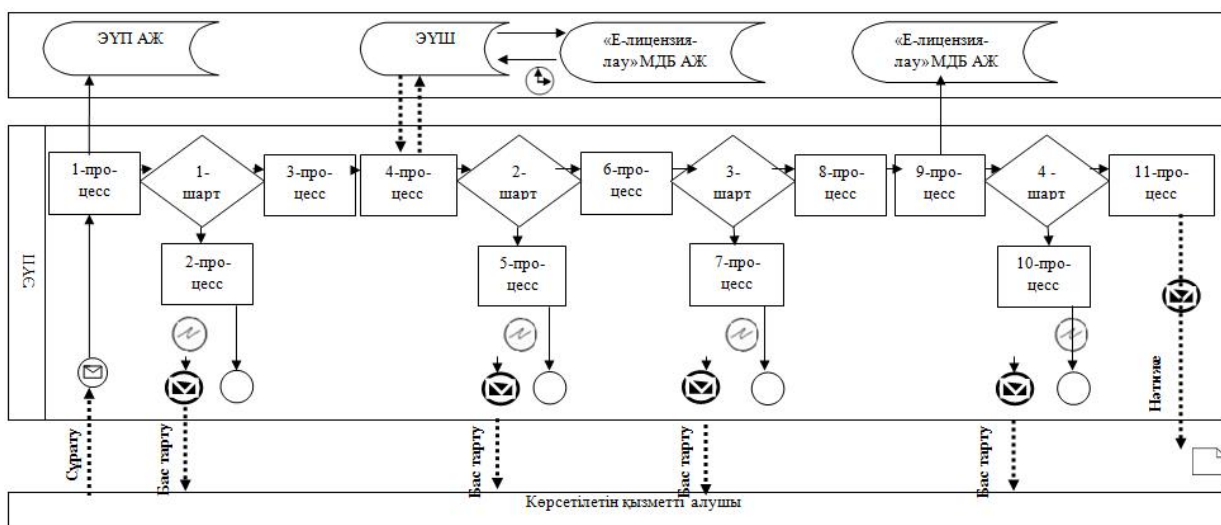 ЭҮП АЖ
ЭҮШ
«Е-лицензия-
лау» МДБ АЖ
«Е-лицензия-
лау» МДБ АЖ
ЭҮП
1-про-
цесс
1-
шарт
3-про-
цесс
4-про-
цесс
2-
шарт
6-про-
цесс
3-
шарт
8-про-
цесс
9-про-
цесс
4 -
шарт
11-про-
цесс
2-про-
цесс
5-про-
цесс
7-про-
цесс
10-про-
цесс
Сұрату
Бас тарту
Бас тарту
Бас тарту
Бас тарту
Нәтиже
Көрсетілетін қызметті алушы